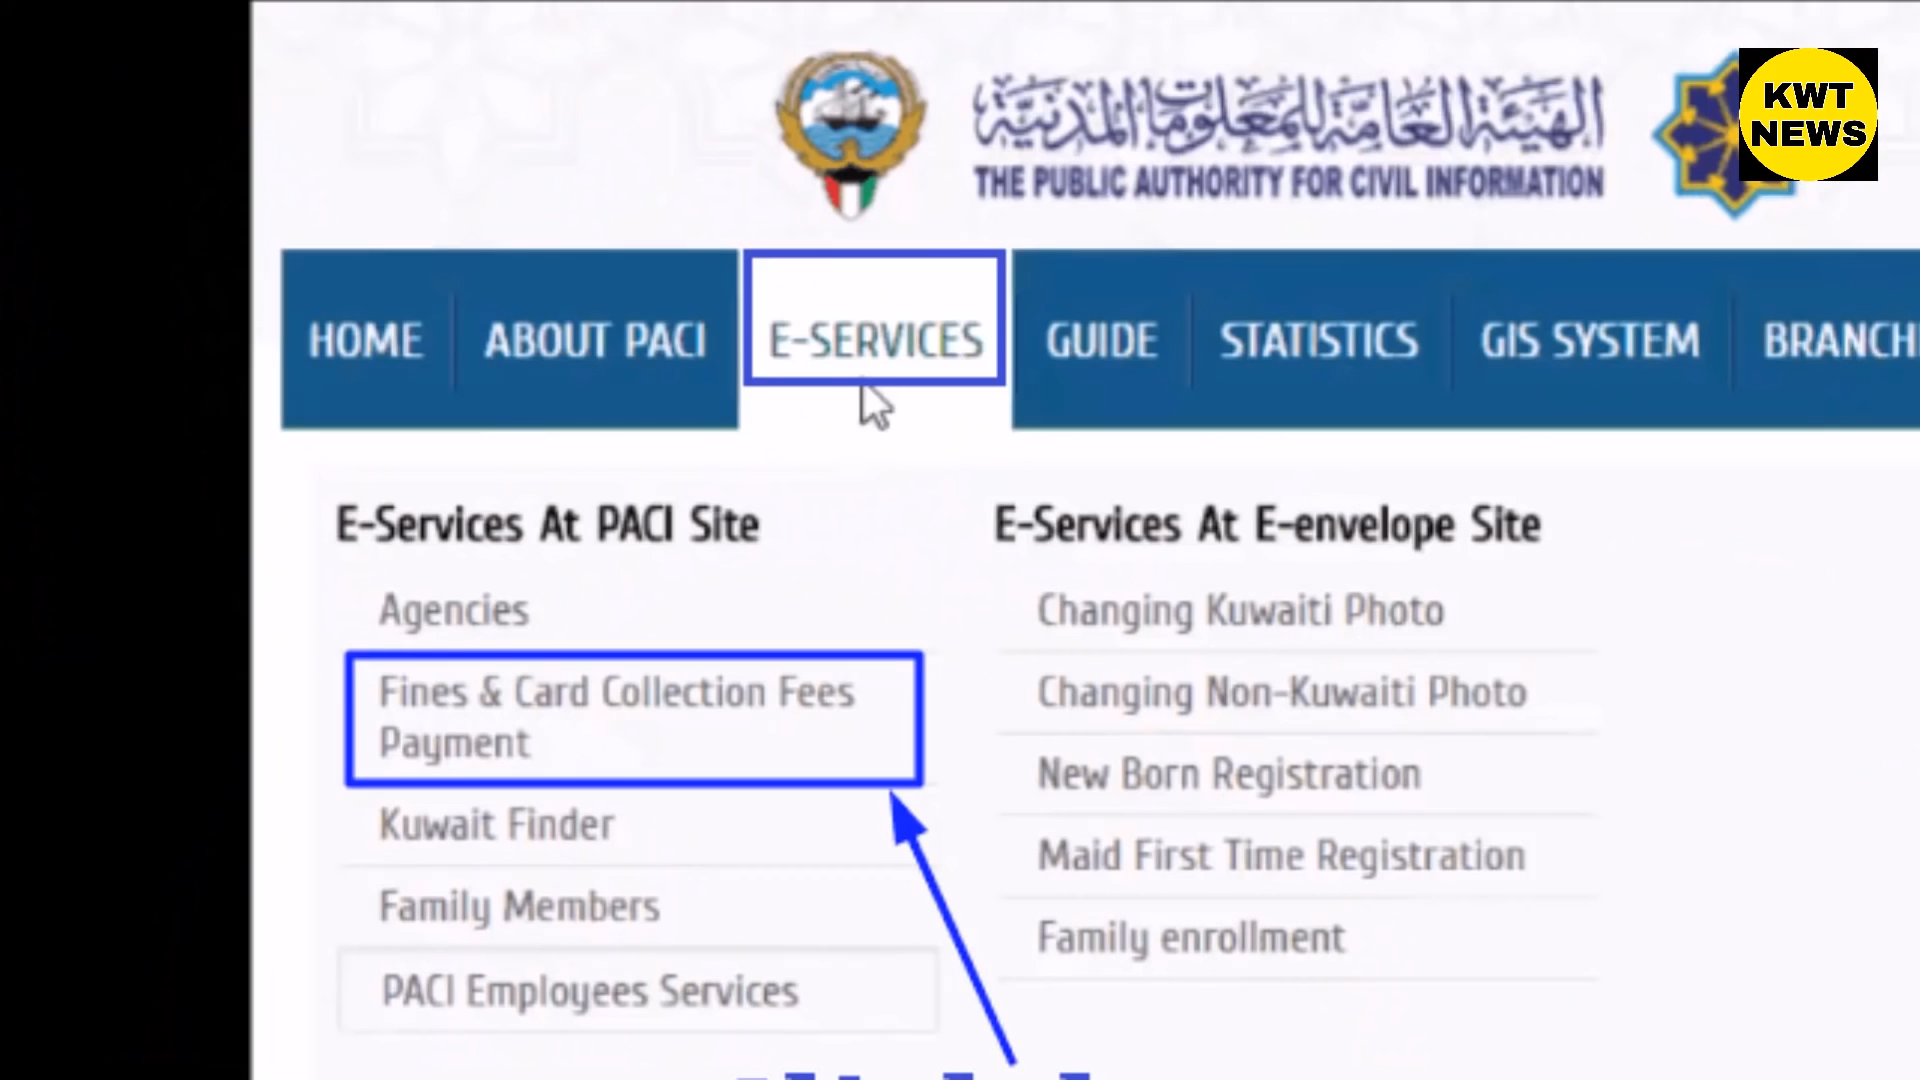 الهيئة العامة للمعلومات المدنية
THE PUBLIC AUTHORITY FOR CIVIL INFORMATION
KWT
NEWS
HOME
ABOUT PACI
E-SERVICES
GUIDE
STATISTICS
GIS SYSTEM
E-Services At PACI Site
Agencies
Fines & Card Collection Fees
Payment
Kuwait Finder
Family Members
PACI Employees Services
E-Services At E-envelope Site
Changing Kuwaiti Photo
Changing Non-Kuwaiti Photo
New Born Registration
Maid First Time Registration
Family enrollment